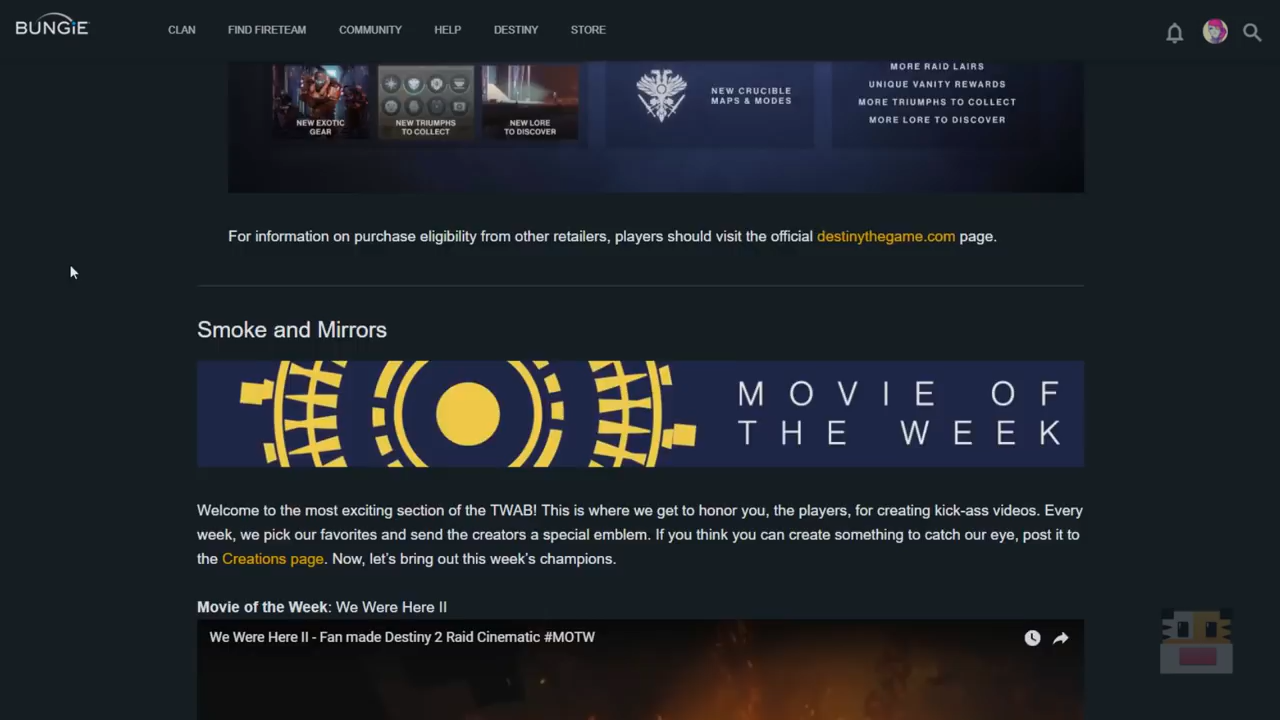 BUNGiE
CLAN
FIND FIRETEAM
COMMUNITY
HELP
DESTINY
STORE
NEW EXOTIC
GEAR
NEW TRIUMPHS
TO COLLECT
NEW LORE
TO DISCOVER
NEW CRUCIBLE
MAPS & MODES
MORE RAID LAIRS
UNIQUE VANITY REWARDS
MORE TRIUMPHS TO COLLECT
MORE LORE TO DISCOVER
For information on purchase eligibility from other retailers, players should visit the official destinythegame.com page.
Smoke and Mirrors
MOVIE OF
THE WEEK
Welcome to the most exciting section of the TWAB! This is where we get to honor you, the players, for creating kick-ass videos. Every
week, we pick our favorites and send the creators a special emblem. If you think you can create something to catch our eye, post it to
the Creations page. Now, let’s bring out this week’s champions.
Movie of the Week: We Were Here II
We Were Here II - Fan made Destiny 2 Raid Cinematic #MOTW